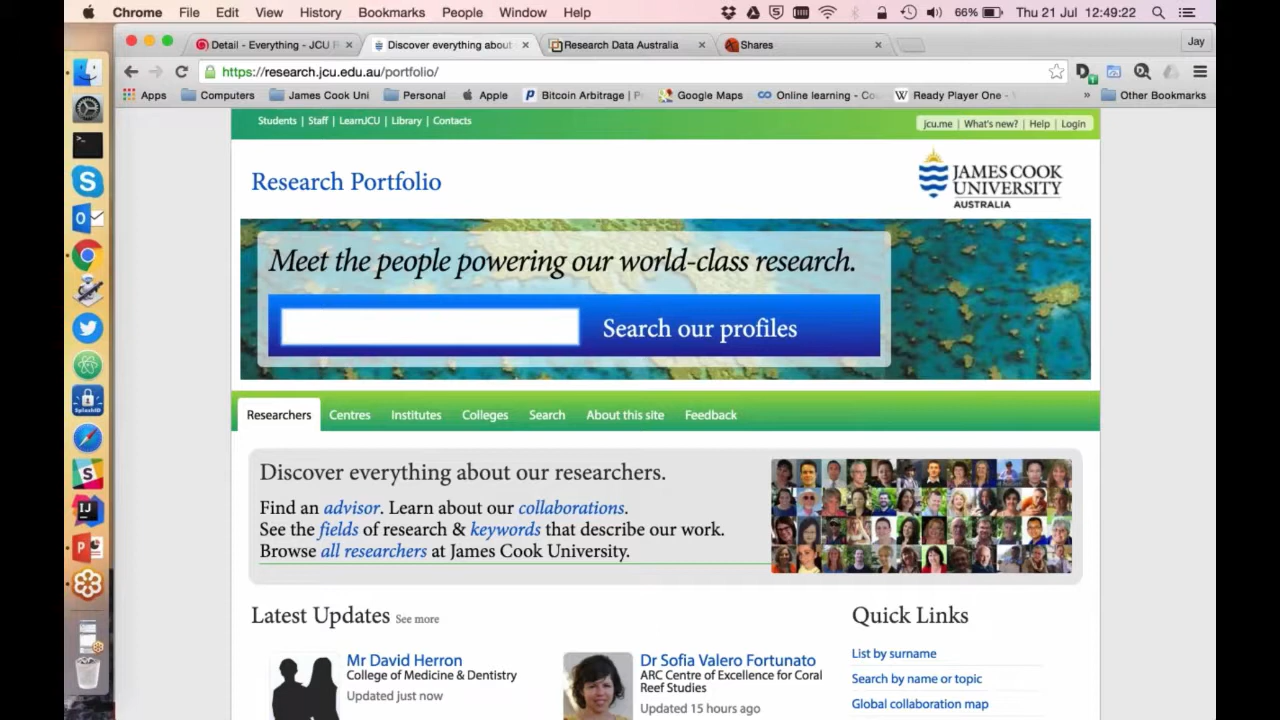 Chrome File Edit View History Bookmarks People Window Help 66% Thu 21 Jul 12:49:22
Detail - Everything - JCU Discover everything about Research Data Australia Shares Jay
https://research.jcu.edu.au/portfolio/
Apps Computers James Cook Uni Personal Apple Bitcoin Arbitrage | P Google Maps Online learning - Co Ready Player One - » Other Bookmarks
Students | Staff | LearnJCU | Library | Contacts
jcu.me | What's new? | Help | Login
Research Portfolio
JAMES COOK
UNIVERSITY
AUSTRALIA
Meet the people powering our world-class research.
Search our profiles
Researchers Centres Institutes Colleges Search About this site Feedback
Discover everything about our researchers.
Find an advisor. Learn about our collaborations.
See the fields of research & keywords that describe our work.
Browse all researchers at James Cook University.
Latest Updates See more
Mr David Herron
College of Medicine & Dentistry
Updated just now
Dr Sofia Valero Fortunato
ARC Centre of Excellence for Coral
Reef Studies
Updated 15 hours ago
Quick Links
List by surname
Search by name or topic
Global collaboration map
SplashID